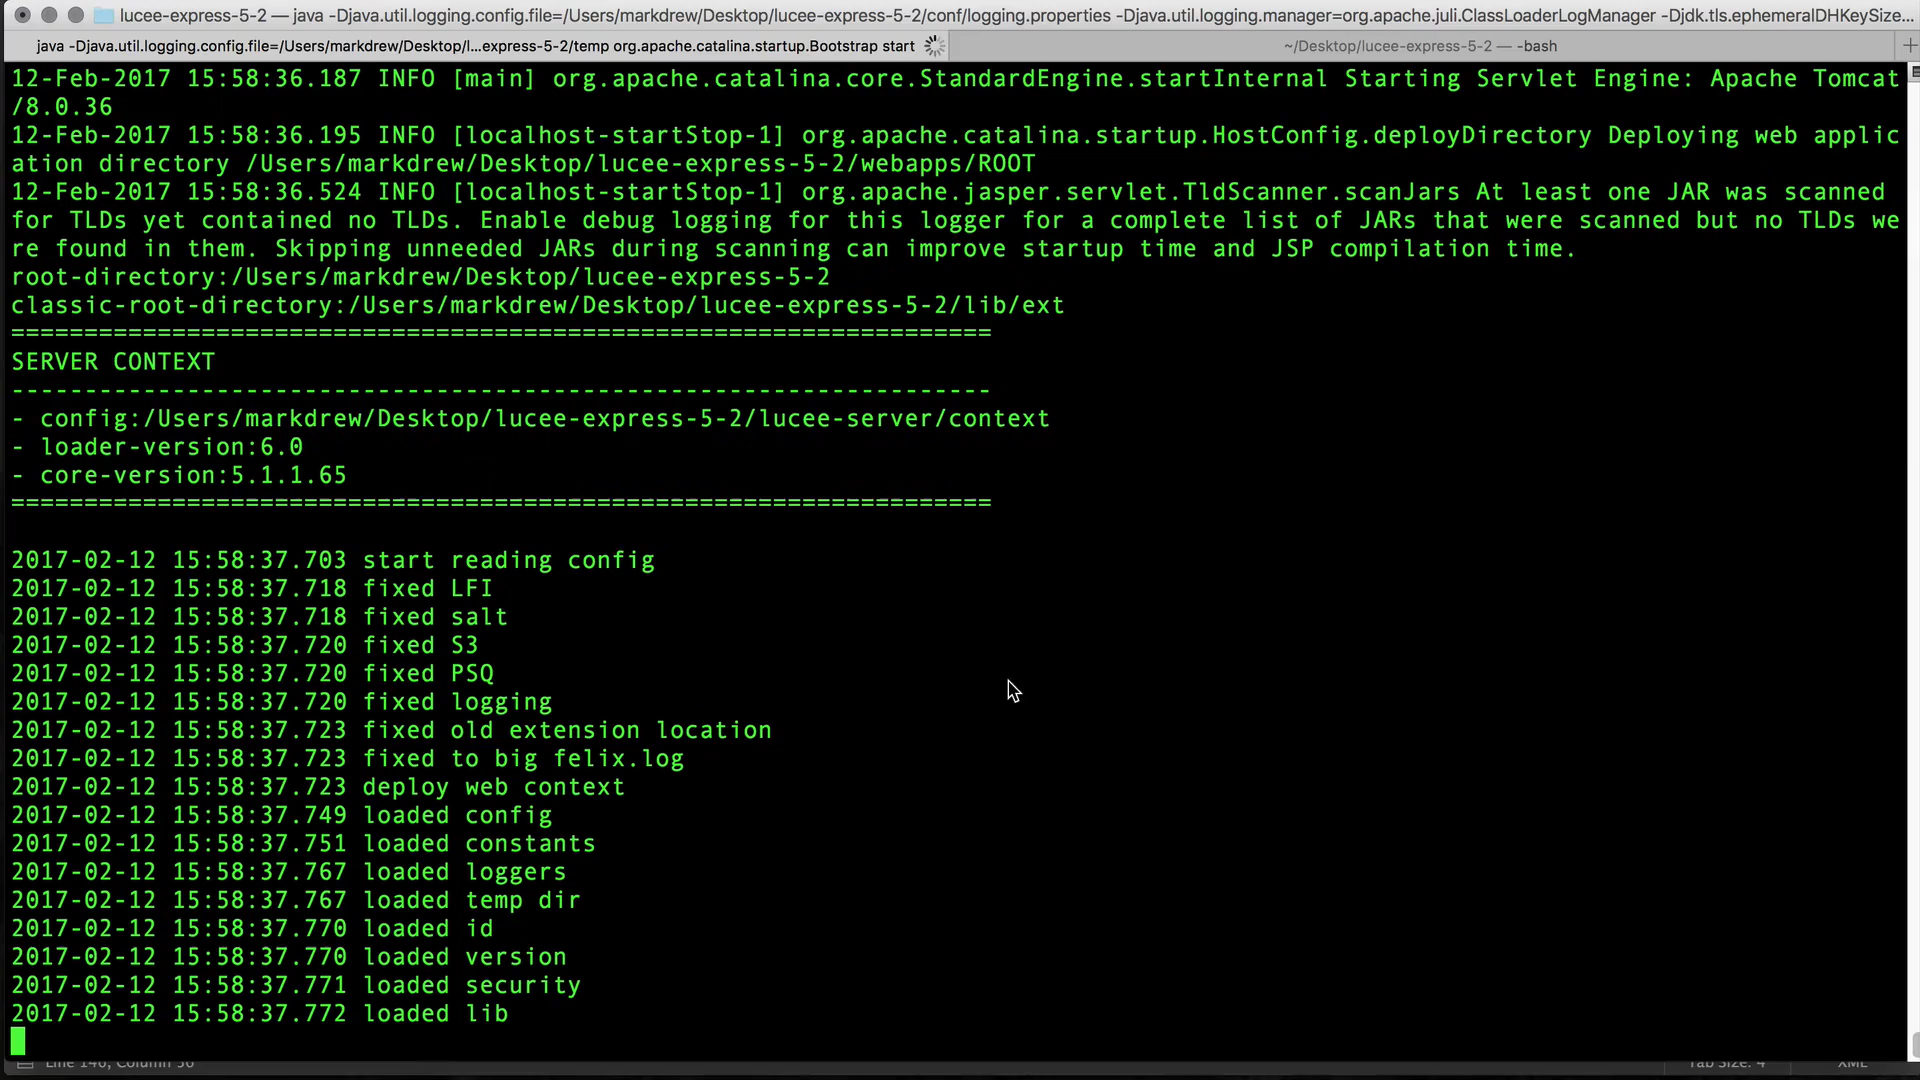 lucee-express-5-2 — java -Djava.util.logging.config.file=/Users/markdrew/Desktop/lucee-express-5-2/conf/logging.properties -Djava.util.logging.manager=org.apache.juli.ClassLoaderLogManager -Djdk.tls.ephemeralDHKeySize...
java -Djava.util.logging.config.file=/Users/markdrew/Desktop/l...express-5-2/temp org.apache.catalina.startup.Bootstrap start
~/Desktop/lucee-express-5-2 — -bash
12-Feb-2017 15:58:36.187 INFO [main] org.apache.catalina.core.StandardEngine.startInternal Starting Servlet Engine: Apache Tomcat
/8.0.36
12-Feb-2017 15:58:36.195 INFO [localhost-startStop-1] org.apache.catalina.startup.HostConfig.deployDirectory Deploying web applic
ation directory /Users/markdrew/Desktop/lucee-express-5-2/webapps/ROOT
12-Feb-2017 15:58:36.524 INFO [localhost-startStop-1] org.apache.jasper.servlet.TldScanner.scanJars At least one JAR was scanned
for TLDs yet contained no TLDs. Enable debug logging for this logger for a complete list of JARs that were scanned but no TLDs we
re found in them. Skipping unneeded JARs during scanning can improve startup time and JSP compilation time.
root-directory:/Users/markdrew/Desktop/lucee-express-5-2
classic-root-directory:/Users/markdrew/Desktop/lucee-express-5-2/lib/ext
===================================================================
SERVER CONTEXT
-------------------------------------------------------------------
- config:/Users/markdrew/Desktop/lucee-express-5-2/lucee-server/context
- loader-version:6.0
- core-version:5.1.1.65
===================================================================
2017-02-12 15:58:37.703 start reading config
2017-02-12 15:58:37.718 fixed LFI
2017-02-12 15:58:37.718 fixed salt
2017-02-12 15:58:37.720 fixed S3
2017-02-12 15:58:37.720 fixed PSQ
2017-02-12 15:58:37.720 fixed logging
2017-02-12 15:58:37.723 fixed old extension location
2017-02-12 15:58:37.723 fixed to big felix.log
2017-02-12 15:58:37.723 deploy web context
2017-02-12 15:58:37.749 loaded config
2017-02-12 15:58:37.751 loaded constants
2017-02-12 15:58:37.767 loaded loggers
2017-02-12 15:58:37.767 loaded temp dir
2017-02-12 15:58:37.770 loaded id
2017-02-12 15:58:37.770 loaded version
2017-02-12 15:58:37.771 loaded security
2017-02-12 15:58:37.772 loaded lib
Line 146, Column 36
Tab Size: 4
XML